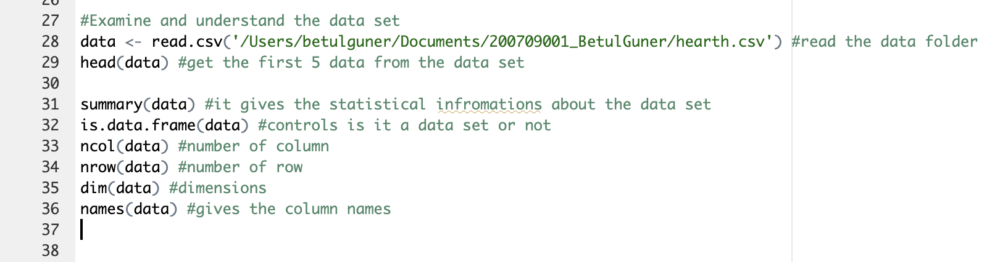 27 #Examine and understand the data set
28 data <- read.csv('/Users/betulguner/Documents/200709001_BetulGuner/hearth.csv') #read the data folder
29 head(data) #get the first 5 data from the data set
30
31 summary(data) #it gives the statistical infromations about the data set
32 is.data.frame(data) #controls is it a data set or not
33 ncol(data) #number of column
34 nrow(data) #number of row
35 dim(data) #dimensions
36 names(data) #gives the column names
37
38